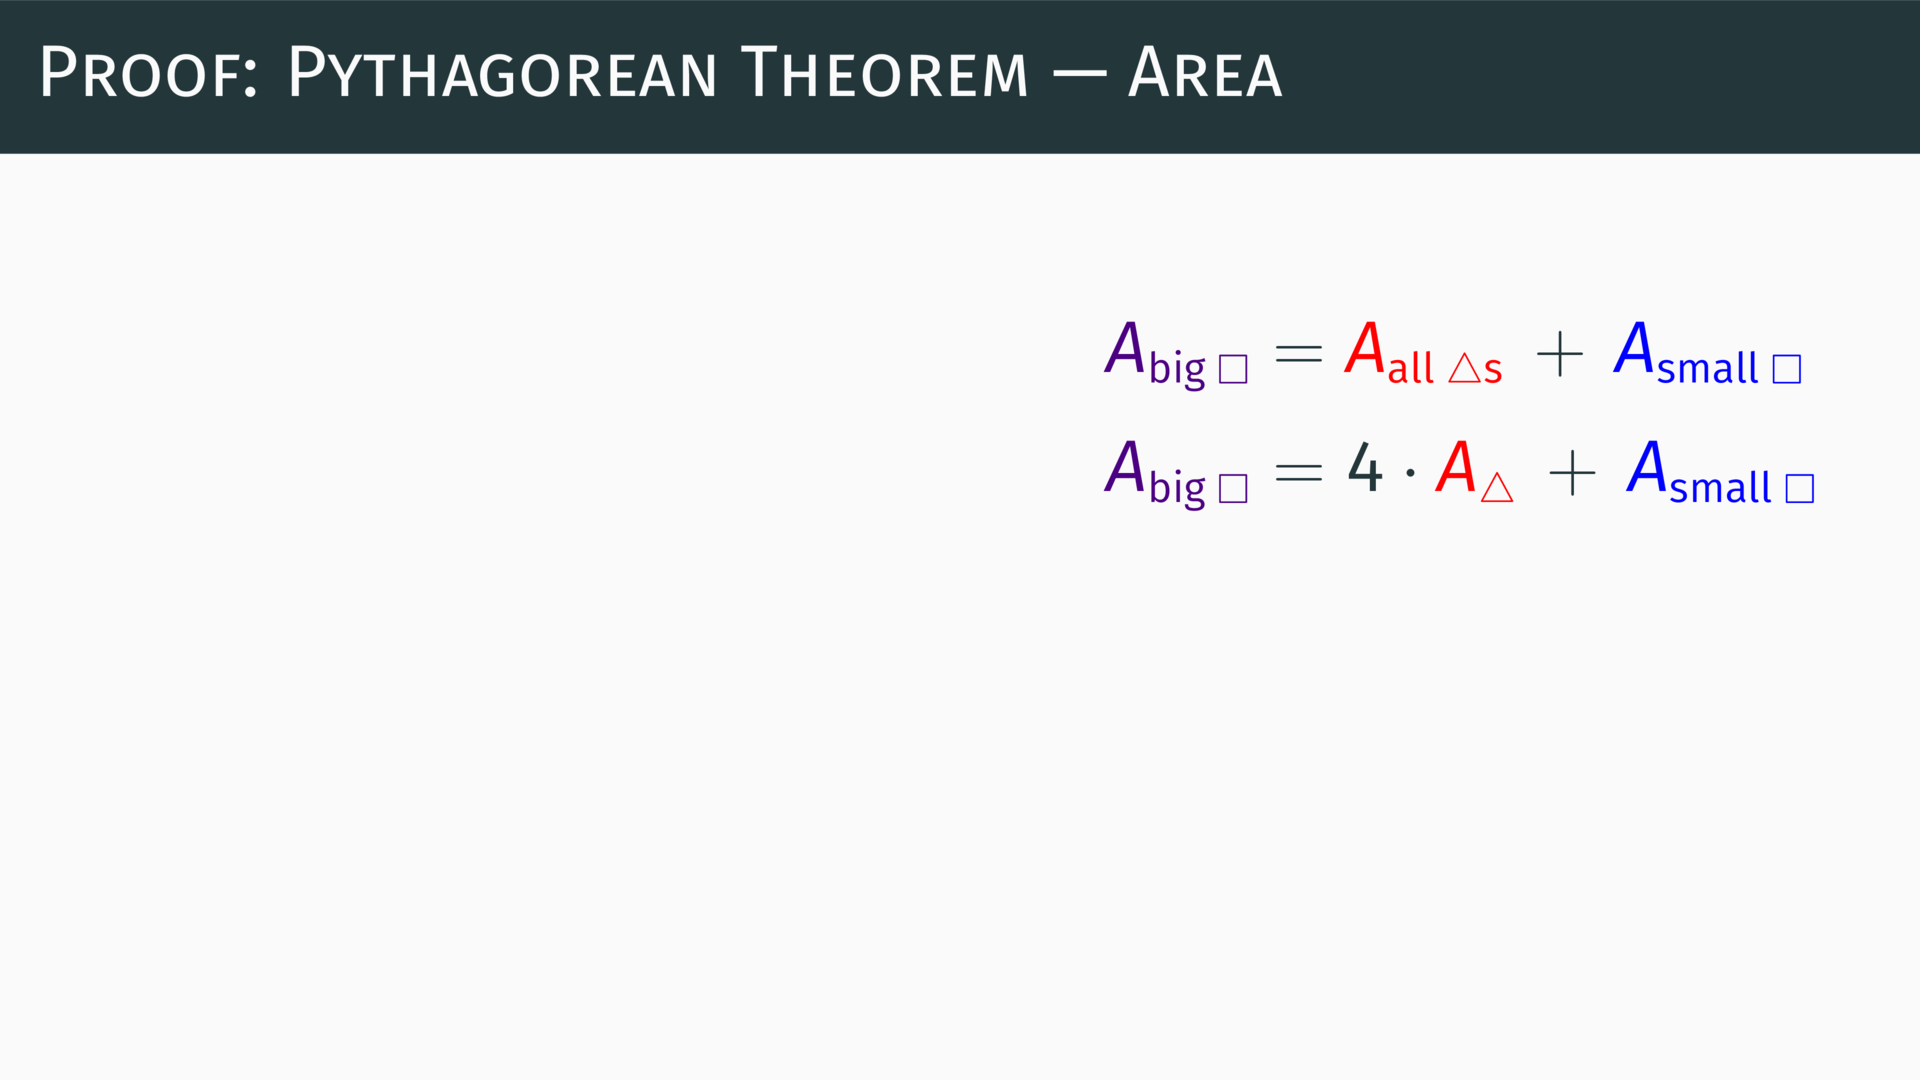 Proof: Pythagorean Theorem — Area
A_big □ = A_all △s + A_small □
A_big □ = 4 · A_△ + A_small □